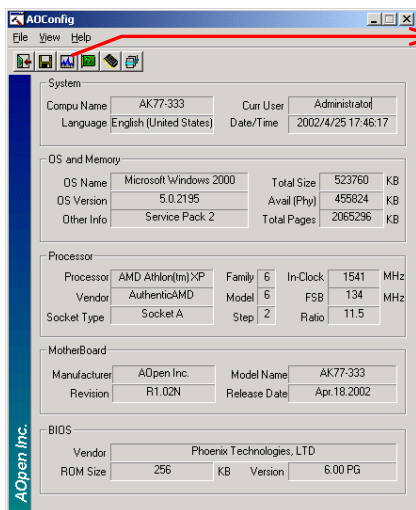 AOConfig
File View Help
System
Compu Name AK77-333 Curr User Administrator
Language English (United States) Date/Time 2002/4/25 17:46:17
OS and Memory
OS Name Microsoft Windows 2000 Total Size 523760 KB
OS Version 5.0.2195 Avail (Phy) 455824 KB
Other Info Service Pack 2 Total Pages 2065296 KB
Processor
Processor AMD Athlon(tm) XP Family 6 In-Clock 1541 MHz
Vendor AuthenticAMD Model 6 FSB 134 MHz
Socket Type Socket A Step 2 Ratio 11.5
MotherBoard
Manufacturer AOpen Inc. Model Name AK77-333
Revision R1.02N Release Date Apr.18.2002
BIOS
Vendor Phoenix Technologies, LTD
ROM Size 256 KB Version 6.00 PG
AOpen Inc.